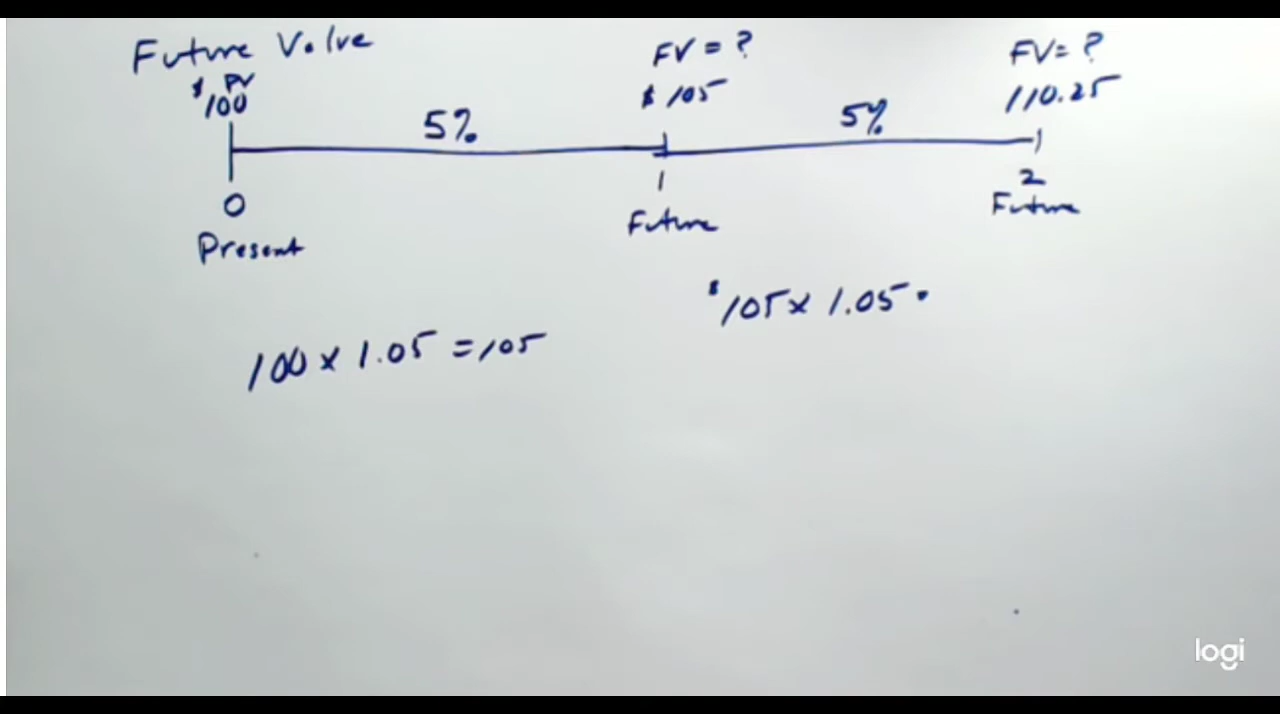 Future Value
PV
$100
5%
FV = ?
$105
5%
FV= ?
110.25
0
Present
1
Future
2
Future
100 x 1.05 = 105
$105 x 1.05
logi